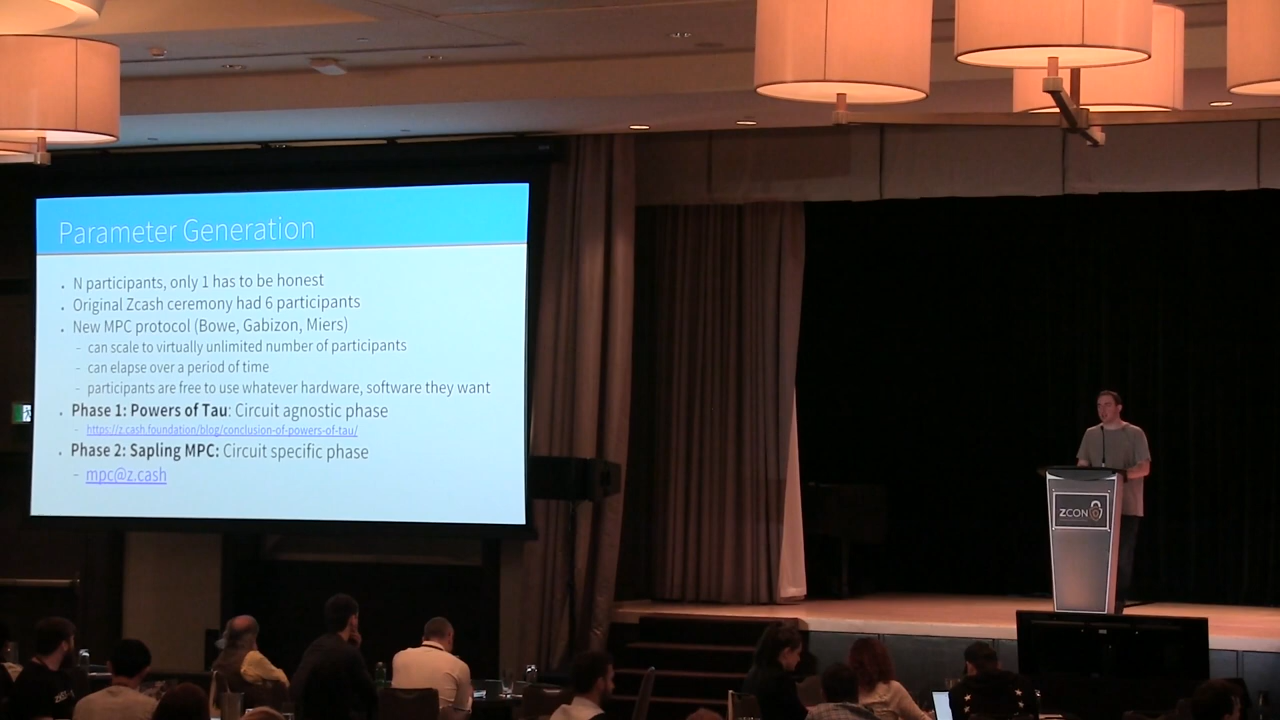 Parameter Generation
N participants, only 1 has to be honest
Original Zcash ceremony had 6 participants
New MPC protocol (Bowe, Gabizon, Miers)
– can scale to virtually unlimited number of participants
– can elapse over a period of time
– participants are free to use whatever hardware, software they want
Phase 1: Powers of Tau: Circuit agnostic phase
– https://z.cash.foundation/blog/conclusion-of-powers-of-tau/
Phase 2: Sapling MPC: Circuit specific phase
– mpc@z.cash
ZCON0